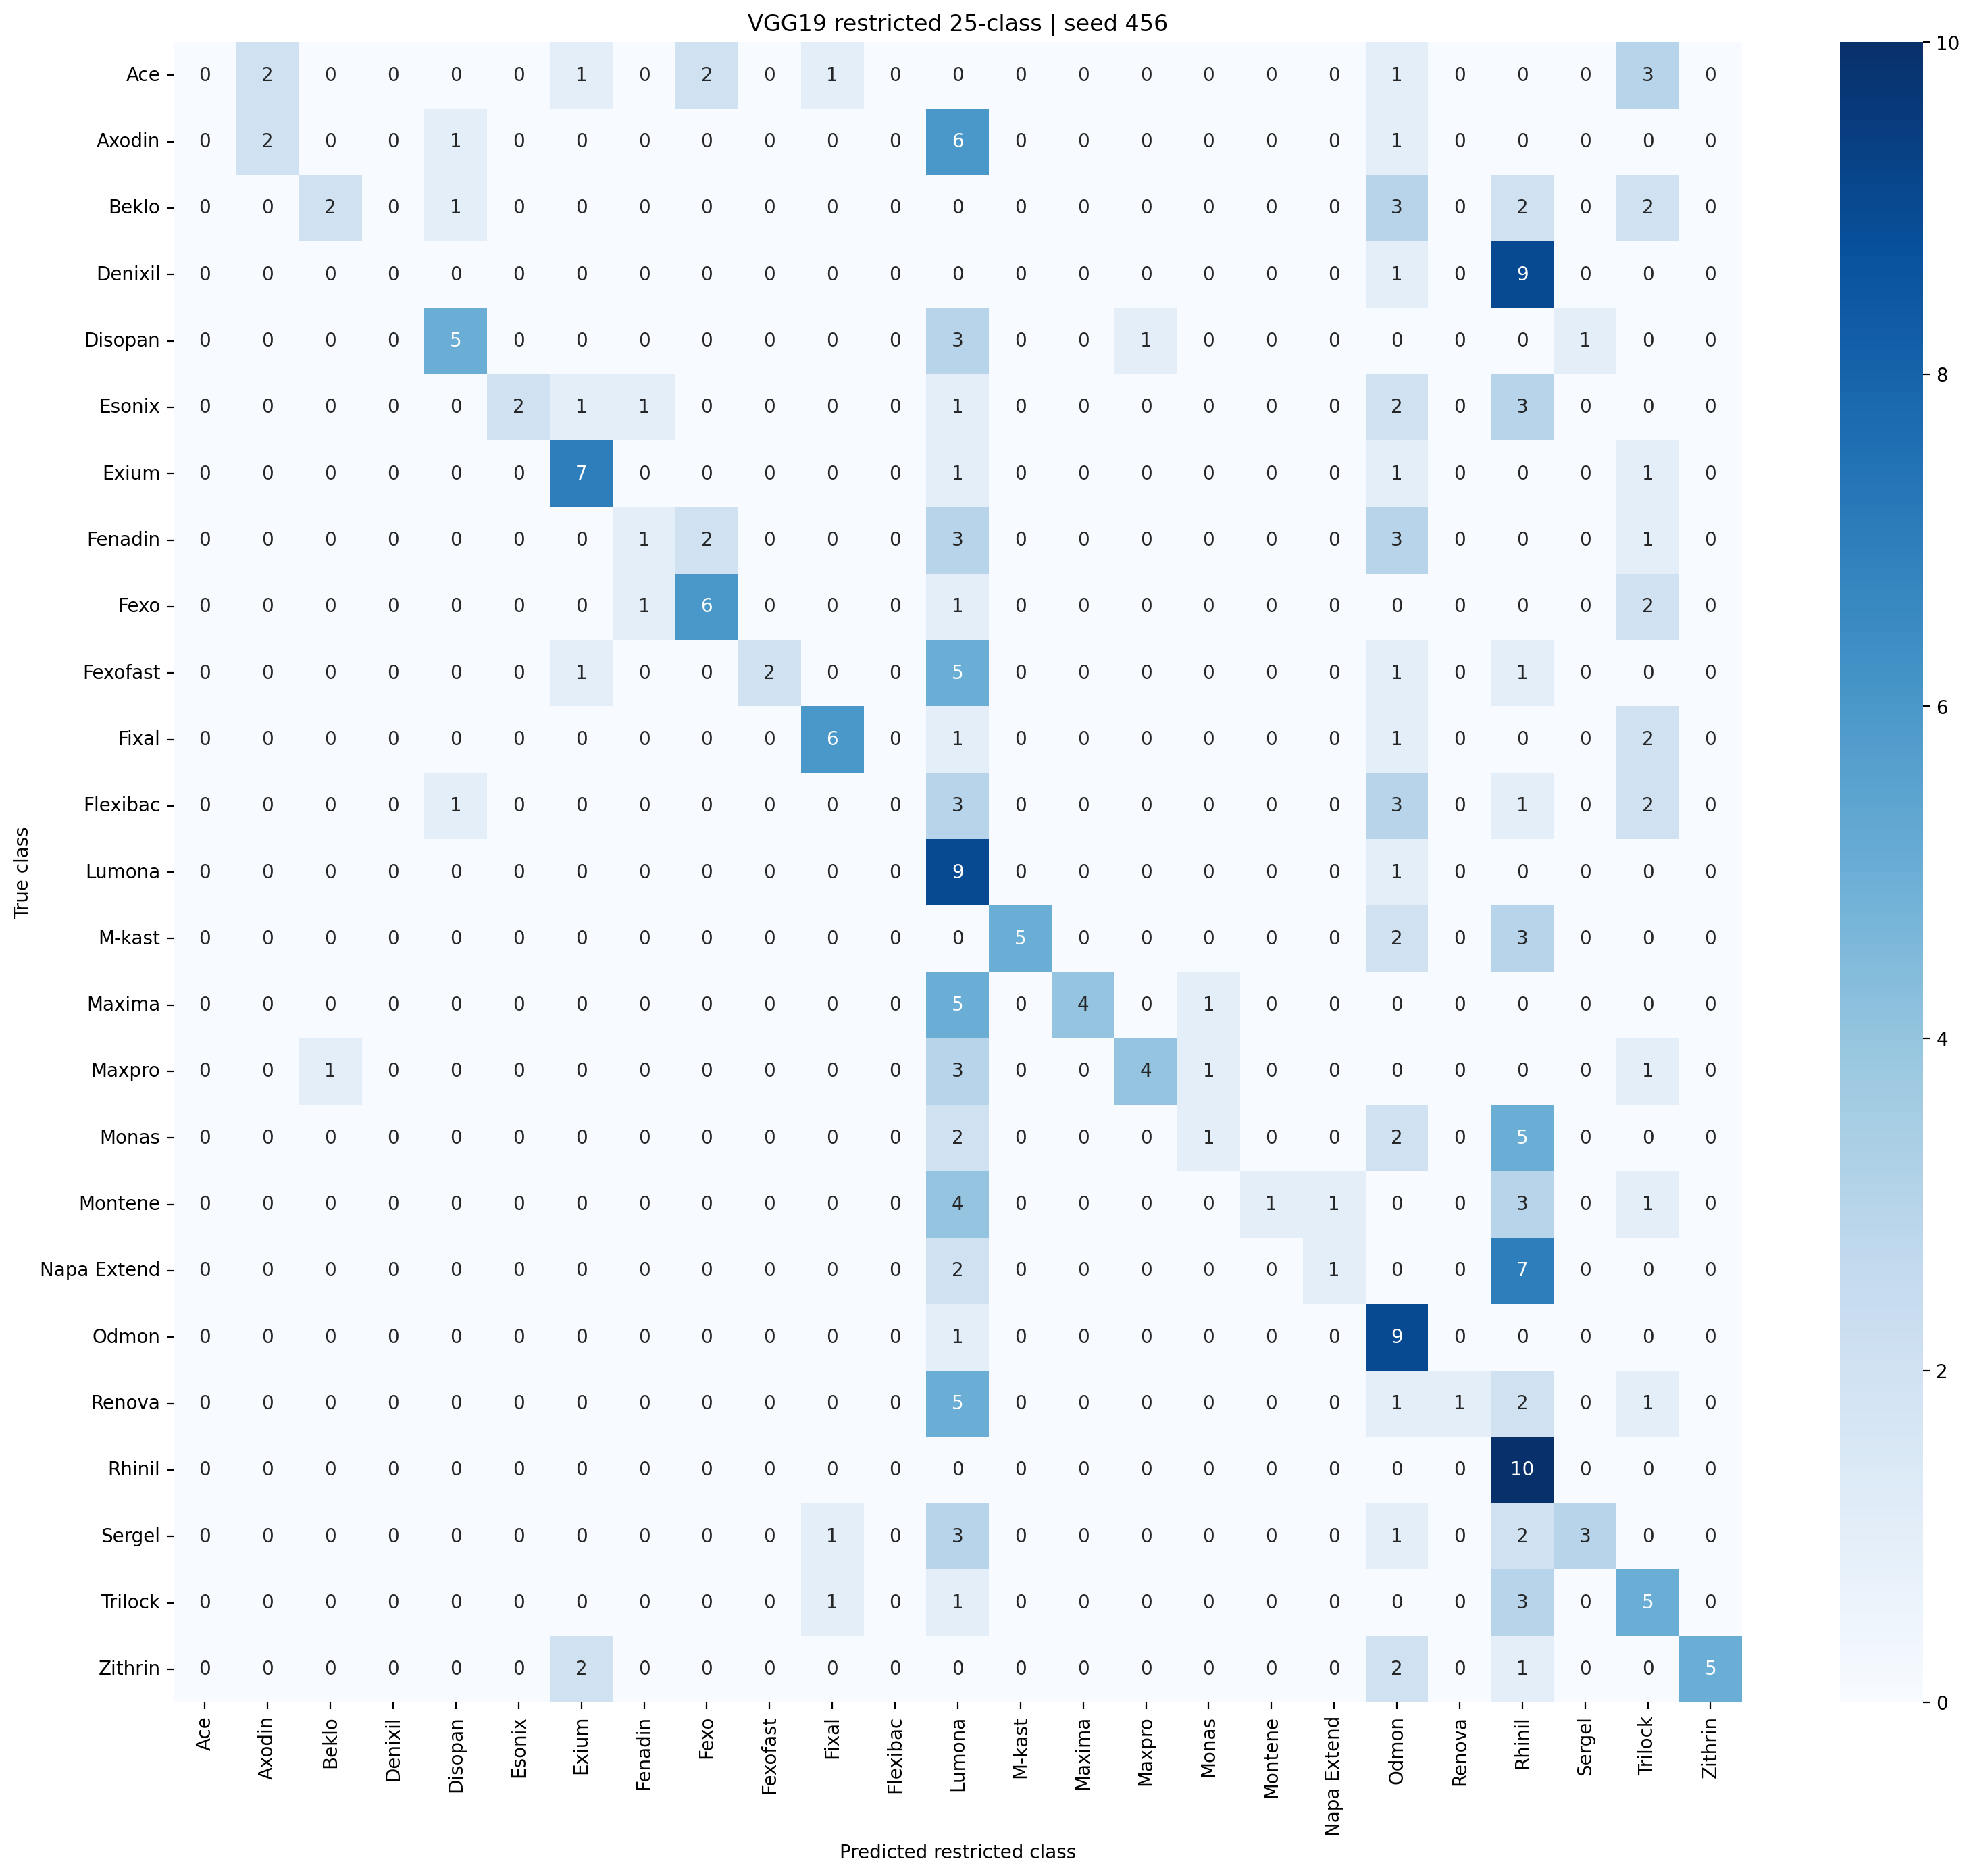 VGG19 restricted 25-class | seed 456
Ace 0 2 0 0 0 0 1 0 2 0 1 0 0 0 0 0 0 0 0 1 0 0 0 3 0
Axodin 0 2 0 0 1 0 0 0 0 0 0 0 6 0 0 0 0 0 0 1 0 0 0 0 0
Beklo 0 0 2 0 1 0 0 0 0 0 0 0 0 0 0 0 0 0 0 3 0 2 0 2 0
Denixil 0 0 0 0 0 0 0 0 0 0 0 0 0 0 0 0 0 0 0 1 0 9 0 0 0
Disopan 0 0 0 0 5 0 0 0 0 0 0 0 3 0 0 1 0 0 0 0 0 0 1 0 0
Esonix 0 0 0 0 0 2 1 1 0 0 0 0 1 0 0 0 0 0 0 2 0 3 0 0 0
Exium 0 0 0 0 0 0 7 0 0 0 0 0 1 0 0 0 0 0 0 1 0 0 0 1 0
Fenadin 0 0 0 0 0 0 0 1 2 0 0 0 3 0 0 0 0 0 0 3 0 0 0 1 0
Fexo 0 0 0 0 0 0 0 1 6 0 0 0 1 0 0 0 0 0 0 0 0 0 0 2 0
Fexofast 0 0 0 0 0 0 1 0 0 2 0 0 5 0 0 0 0 0 0 1 0 1 0 0 0
Fixal 0 0 0 0 0 0 0 0 0 0 6 0 1 0 0 0 0 0 0 1 0 0 0 2 0
Flexibac 0 0 0 0 1 0 0 0 0 0 0 0 3 0 0 0 0 0 0 3 0 1 0 2 0
Lumona 0 0 0 0 0 0 0 0 0 0 0 0 9 0 0 0 0 0 0 1 0 0 0 0 0
M-kast 0 0 0 0 0 0 0 0 0 0 0 0 0 5 0 0 0 0 0 2 0 3 0 0 0
Maxima 0 0 0 0 0 0 0 0 0 0 0 0 5 0 4 0 1 0 0 0 0 0 0 0 0
Maxpro 0 0 1 0 0 0 0 0 0 0 0 0 3 0 0 4 1 0 0 0 0 0 0 1 0
Monas 0 0 0 0 0 0 0 0 0 0 0 0 2 0 0 0 1 0 0 2 0 5 0 0 0
Montene 0 0 0 0 0 0 0 0 0 0 0 0 4 0 0 0 0 1 1 0 0 3 0 1 0
Napa Extend 0 0 0 0 0 0 0 0 0 0 0 0 2 0 0 0 0 0 1 0 0 7 0 0 0
Odmon 0 0 0 0 0 0 0 0 0 0 0 0 1 0 0 0 0 0 0 9 0 0 0 0 0
Renova 0 0 0 0 0 0 0 0 0 0 0 0 5 0 0 0 0 0 0 1 1 2 0 1 0
Rhinil 0 0 0 0 0 0 0 0 0 0 0 0 0 0 0 0 0 0 0 0 0 10 0 0 0
Sergel 0 0 0 0 0 0 0 0 0 0 1 0 3 0 0 0 0 0 0 1 0 2 3 0 0
Trilock 0 0 0 0 0 0 0 0 0 0 1 0 1 0 0 0 0 0 0 0 0 3 0 5 0
Zithrin 0 0 0 0 0 0 2 0 0 0 0 0 0 0 0 0 0 0 0 2 0 1 0 0 5
Ace Axodin Beklo Denixil Disopan Esonix Exium Fenadin Fexo Fexofast Fixal Flexibac Lumona M-kast Maxima Maxpro Monas Montene Napa Extend Odmon Renova Rhinil Sergel Trilock Zithrin
Predicted restricted class
True class
10
8
6
4
2
0